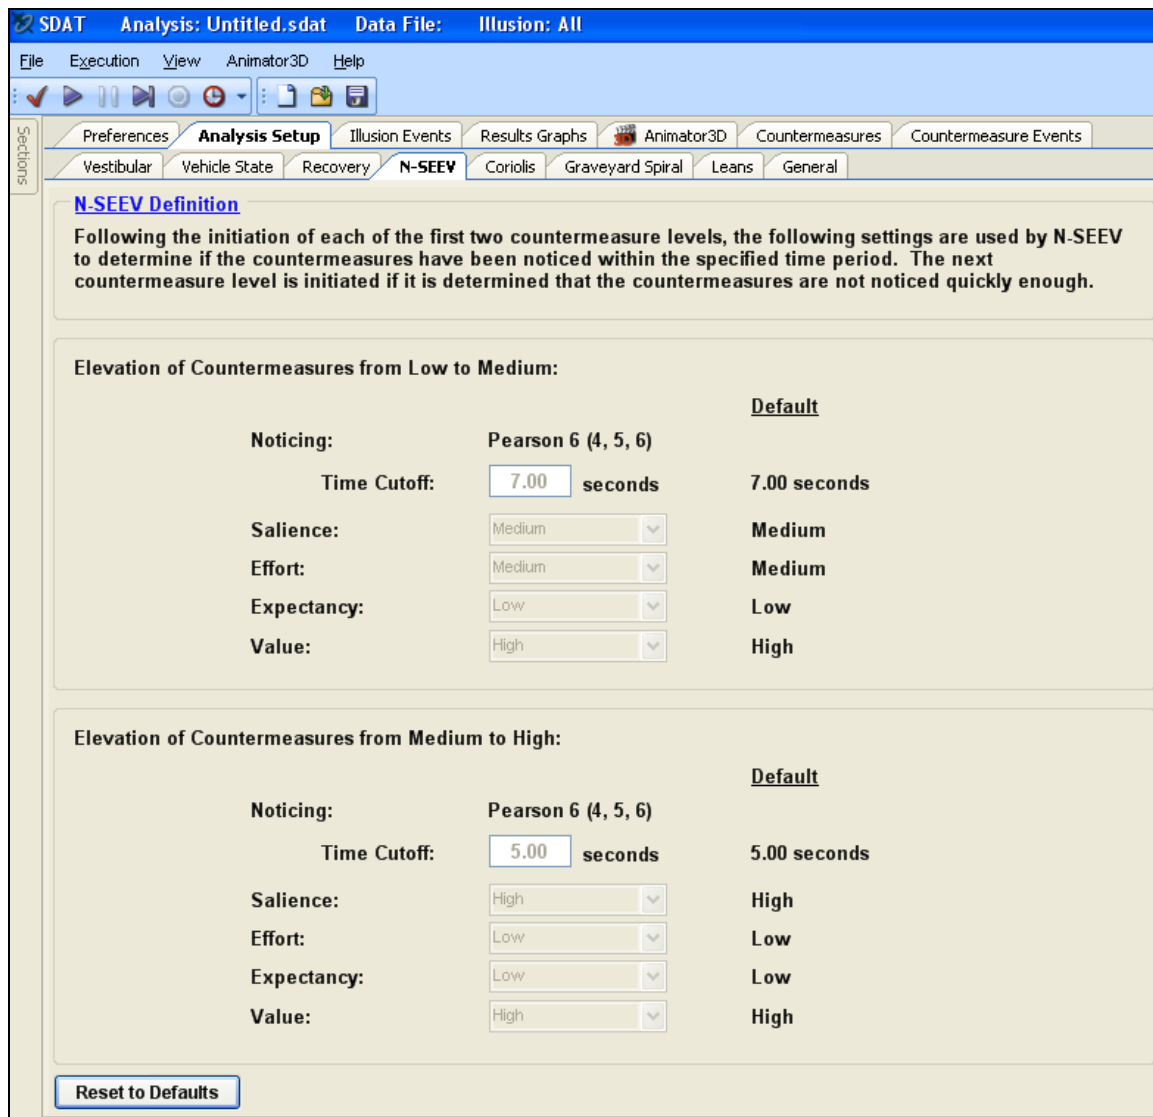 SDAT Analysis: Untitled.sdat Data File: Illusion: All
File Execution View Animator3D Help
Sections
Preferences Analysis Setup Illusion Events Results Graphs Animator3D Countermeasures Countermeasure Events
Vestibular Vehicle State Recovery N-SEEV Coriolis Graveyard Spiral Leans General
N-SEEV Definition
Following the initiation of each of the first two countermeasure levels, the following settings are used by N-SEEV
to determine if the countermeasures have been noticed within the specified time period. The next
countermeasure level is initiated if it is determined that the countermeasures are not noticed quickly enough.
Elevation of Countermeasures from Low to Medium:
Default
Noticing: Pearson 6 (4, 5, 6)
Time Cutoff: 7.00 seconds 7.00 seconds
Salience: Medium Medium
Effort: Medium Medium
Expectancy: Low Low
Value: High High
Elevation of Countermeasures from Medium to High:
Default
Noticing: Pearson 6 (4, 5, 6)
Time Cutoff: 5.00 seconds 5.00 seconds
Salience: High High
Effort: Low Low
Expectancy: Low Low
Value: High High
Reset to Defaults